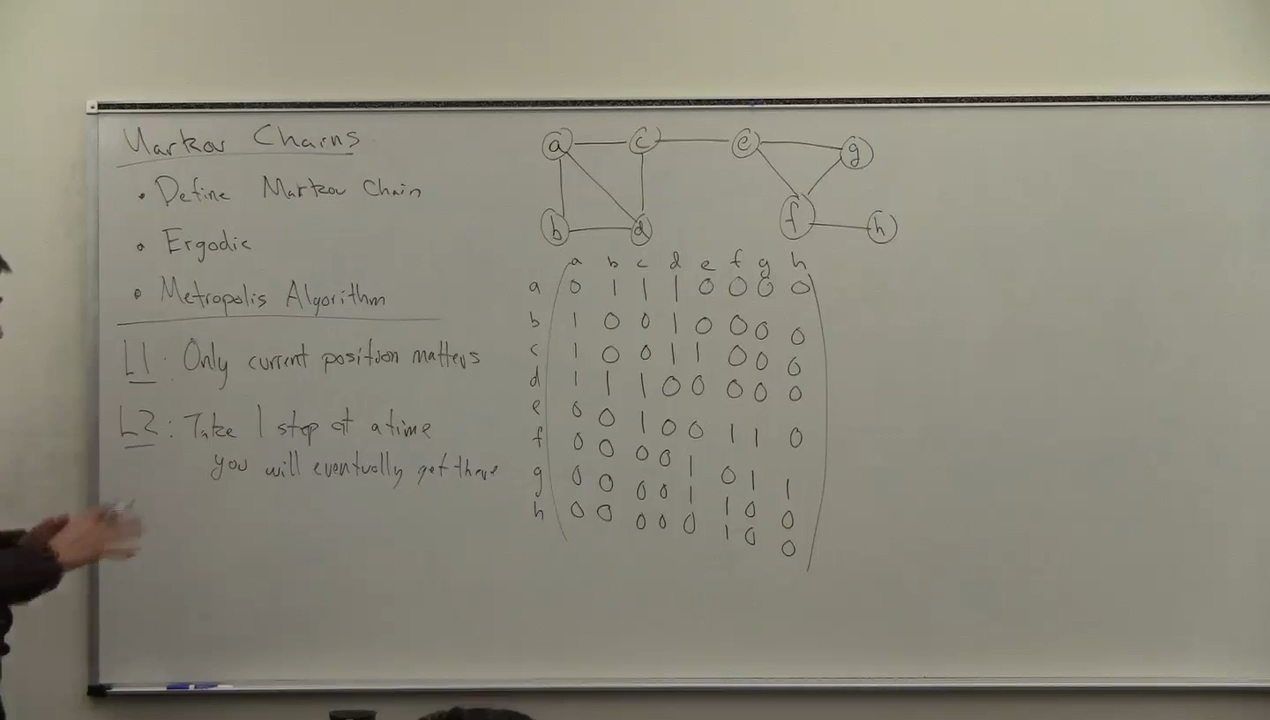 Markov Chains
• Define Markov Chain
• Ergodic
• Metropolis Algorithm
L1: Only current position matters
L2: Take 1 step at a time
you will eventually get there
a c e g
b d f h
a b c d e f g h
a 0 1 1 1 0 0 0 0
b 1 0 0 1 0 0 0 0
c 1 0 0 1 1 0 0 0
d 1 1 1 0 0 0 0 0
e 0 0 1 0 0 1 1 0
f 0 0 0 0 1 0 1 1
g 0 0 0 0 1 1 0 0
h 0 0 0 0 0 1 0 0